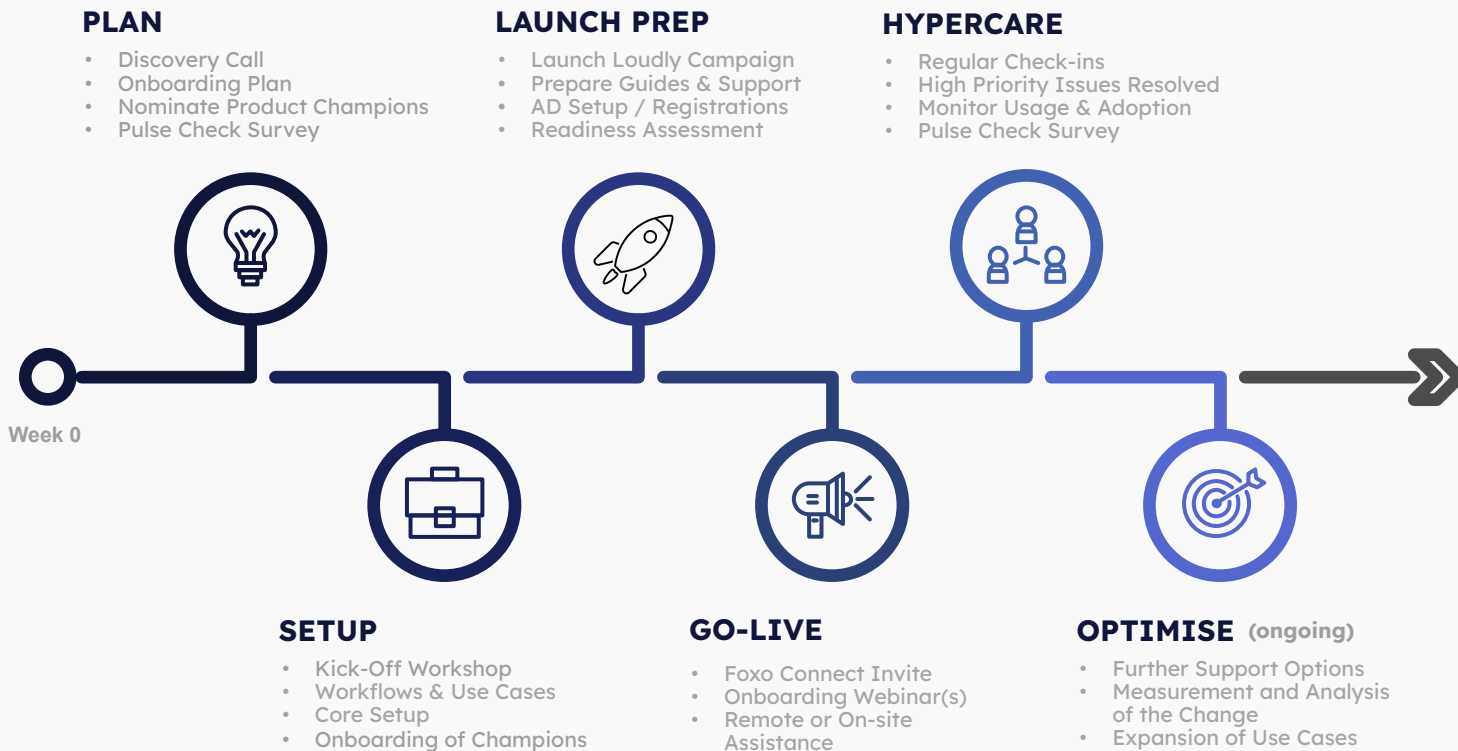 PLAN
• Discovery Call
• Onboarding Plan
• Nominate Product Champions
• Pulse Check Survey
LAUNCH PREP
• Launch Loudly Campaign
• Prepare Guides & Support
• AD Setup / Registrations
• Readiness Assessment
HYPERCARE
• Regular Check-ins
• High Priority Issues Resolved
• Monitor Usage & Adoption
• Pulse Check Survey
Week 0
SETUP
• Kick-Off Workshop
• Workflows & Use Cases
• Core Setup
• Onboarding of Champions
GO-LIVE
• Foxo Connect Invite
• Onboarding Webinar(s)
• Remote or On-site
Assistance
OPTIMISE (ongoing)
• Further Support Options
• Measurement and Analysis
of the Change
• Expansion of Use Cases